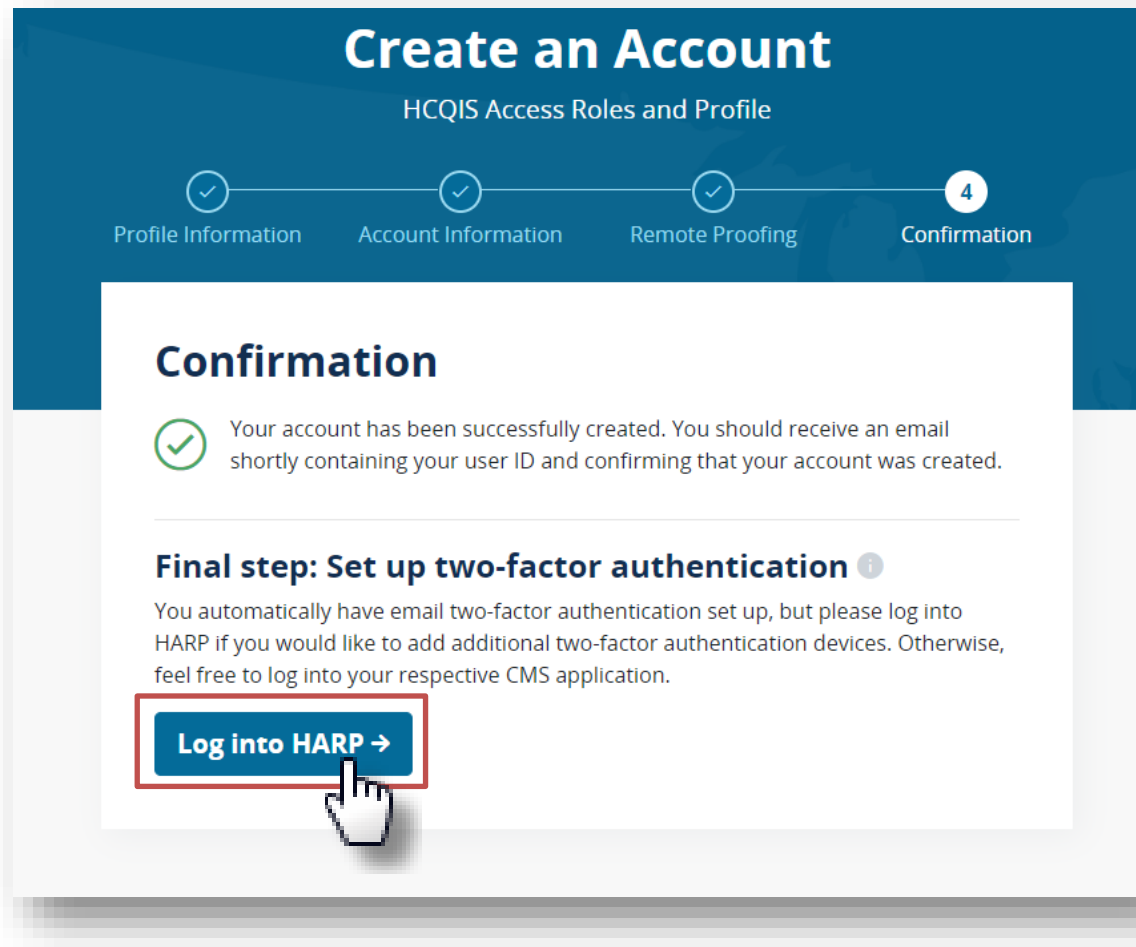 Create an Account
HCQIS Access Roles and Profile
4
Profile Information Account Information Remote Proofing Confirmation
Confirmation
Your account has been successfully created. You should receive an email
shortly containing your user ID and confirming that your account was created.
Final step: Set up two-factor authentication i
You automatically have email two-factor authentication set up, but please log into
HARP if you would like to add additional two-factor authentication devices. Otherwise,
feel free to log into your respective CMS application.
Log into HARP →